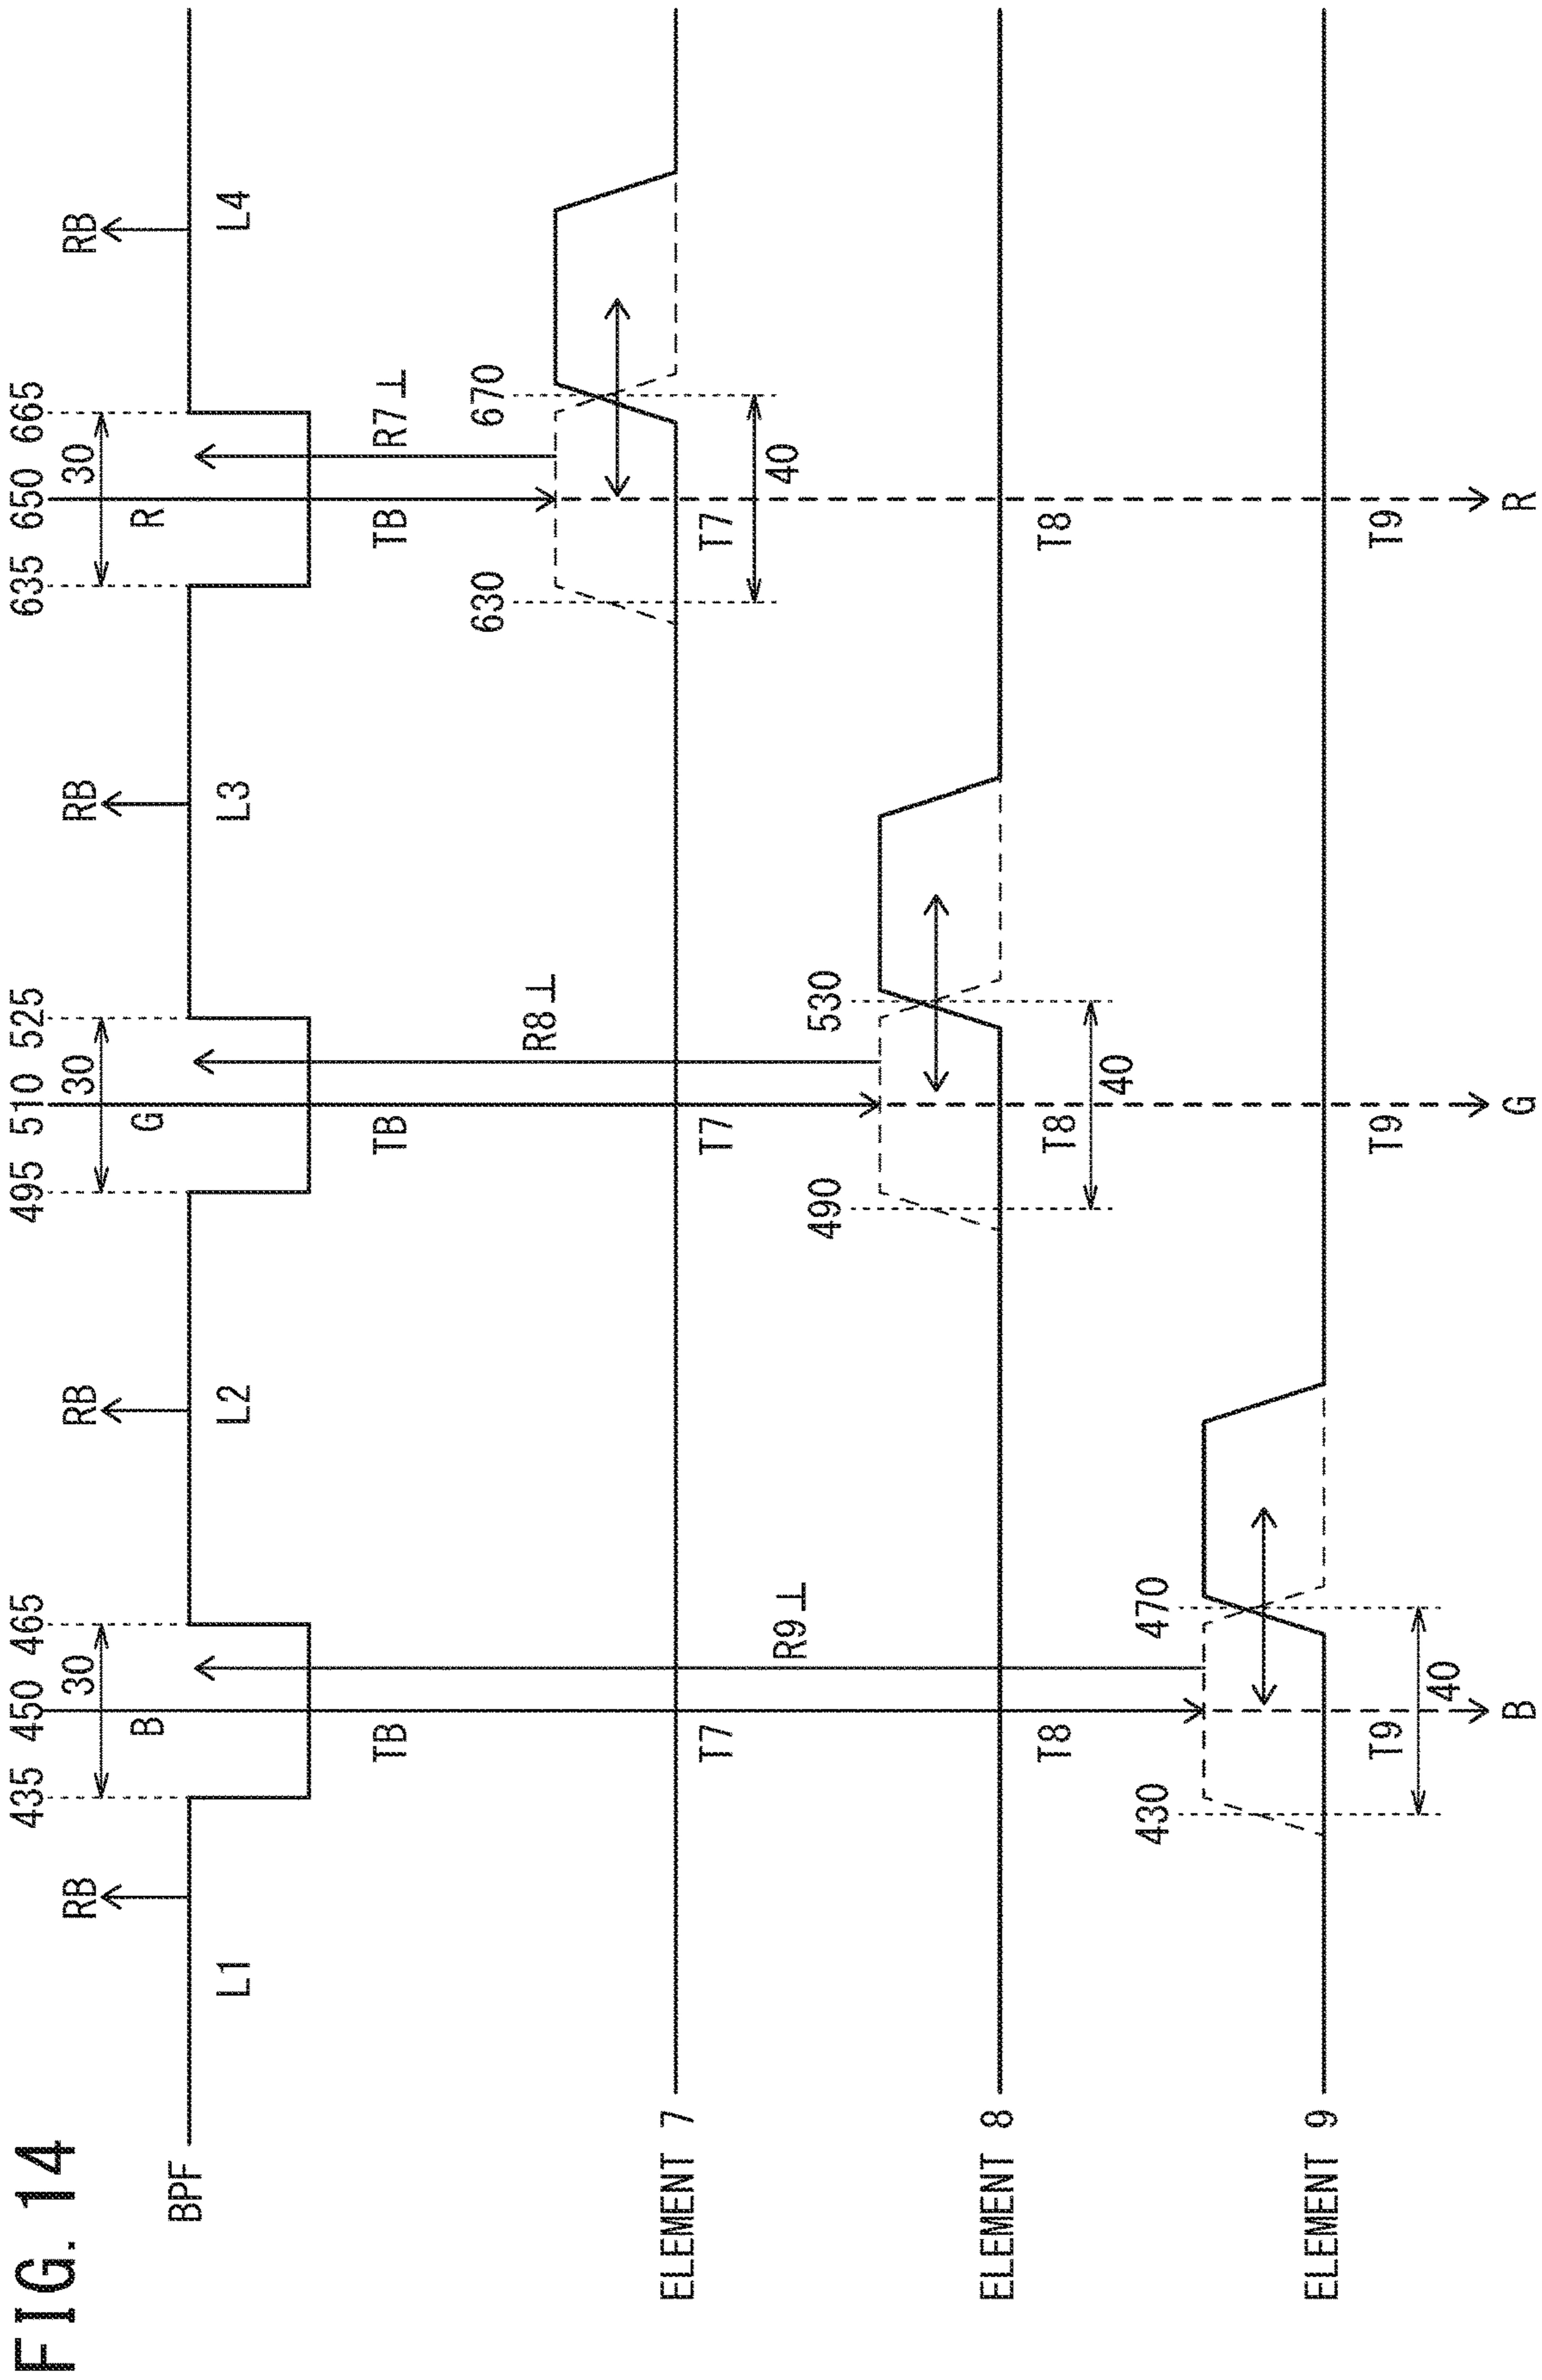 FIG. 14
435 450 465 495 510 525 635 650 665
RB 30 RB 30 RB 30 RB
B G R
BPF
L1 L2 L3 L4
TB TB TB R7⊥
630 670
R8⊥
ELEMENT 7
T7 T7 T7
40
R9⊥
490 530
ELEMENT 8
T8 T8 T8
40
430 470
ELEMENT 9
T9 T9 T9
40
B G R